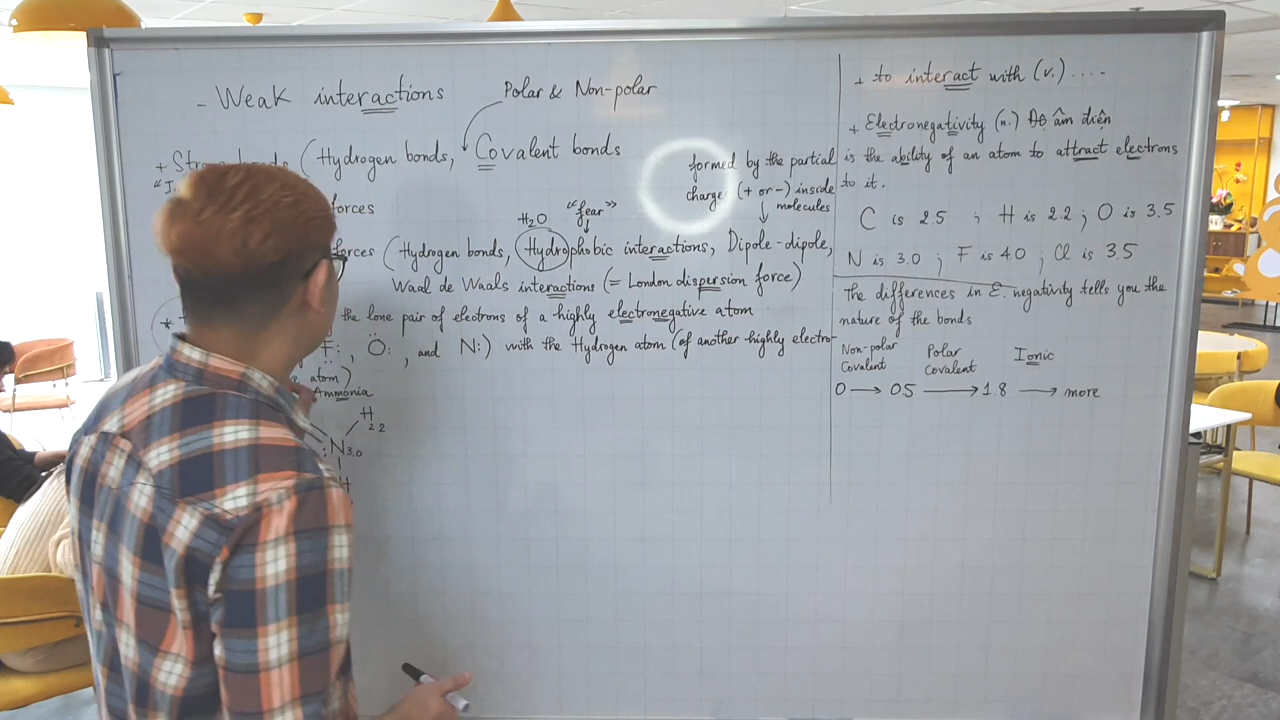 - Weak interactions
Polar & Non-polar
+ (Hydrogen bonds, Covalent bonds
forces
H₂O "fear"
forces (Hydrogen bonds, Hydrophobic interactions, Dipole-dipole,
Waal de Waals interactions (= London dispersion force)
formed by the partial
charge (+ or -) inside
molecules
*
the lone pair of electrons of a highly electronegative atom
F:, O:, and N:) with the Hydrogen atom (of another highly electro-
atom)
Ammonia
H 2.2
:N 3.0
H
+ to interact with (v.) ....
+ Electronegativity (n.) Độ âm điện
is the ability of an atom to attract electrons
to it.
C is 2.5 ; H is 2.2 ; O is 3.5
N is 3.0 ; F is 4.0 ; Cl is 3.5
The differences in E. negativity tells you the
nature of the bonds
Non-polar Covalent
Polar Covalent
Ionic
0 → 0.5 → 1.8 → more